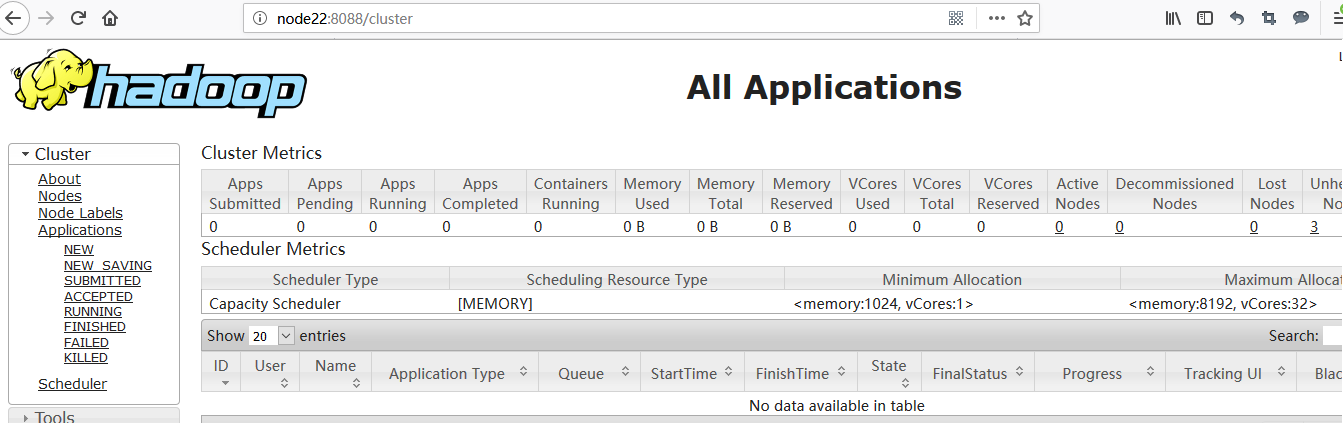 node22:8088/cluster
hadoop
All Applications
Cluster
About
Nodes
Node Labels
Applications
NEW
NEW_SAVING
SUBMITTED
ACCEPTED
RUNNING
FINISHED
FAILED
KILLED
Scheduler
Tools
Cluster Metrics
Apps Submitted Apps Pending Apps Running Apps Completed Containers Running Memory Used Memory Total Memory Reserved VCores Used VCores Total VCores Reserved Active Nodes Decommissioned Nodes Lost Nodes
0 0 0 0 0 0 B 0 B 0 B 0 0 0 0 0 0 3
Scheduler Metrics
Scheduler Type Scheduling Resource Type Minimum Allocation Maximum
Capacity Scheduler [MEMORY] <memory:1024, vCores:1> <memory:8192, vCores:32>
Show 20 entries Search:
ID User Name Application Type Queue StartTime FinishTime State FinalStatus Progress Tracking UI
No data available in table